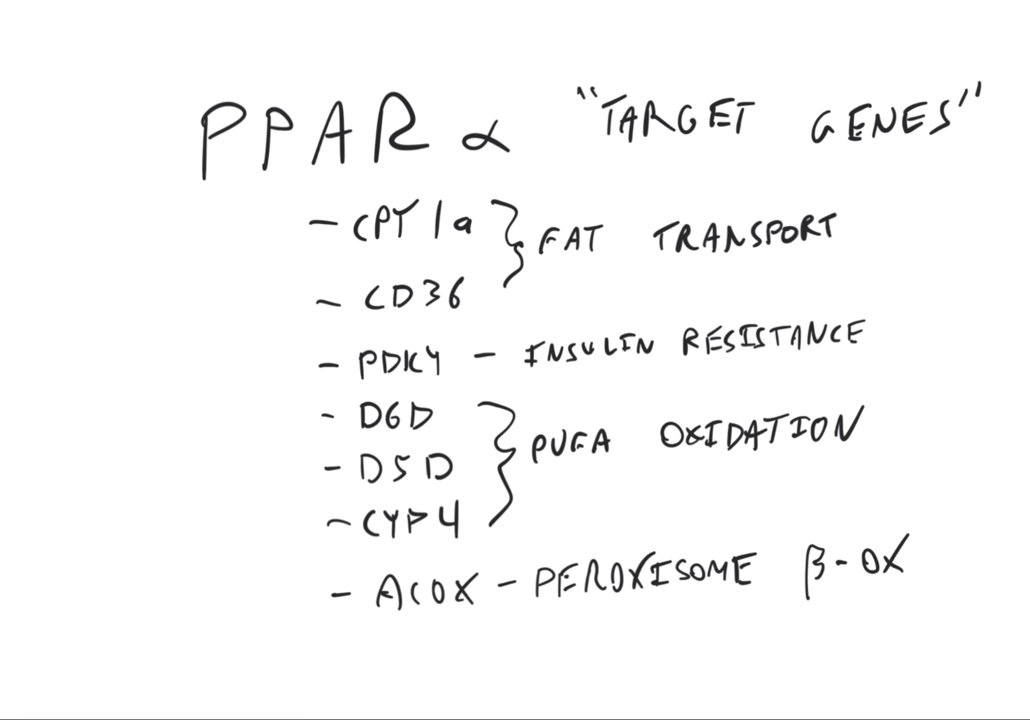 PPAR α "TARGET GENES"
- CPT1a } FAT TRANSPORT
- CD36
- PDK4 - INSULIN RESISTANCE
- D6D
- D5D } PUFA OXIDATION
- CYP4
- ACOX - PEROXISOME β-OX